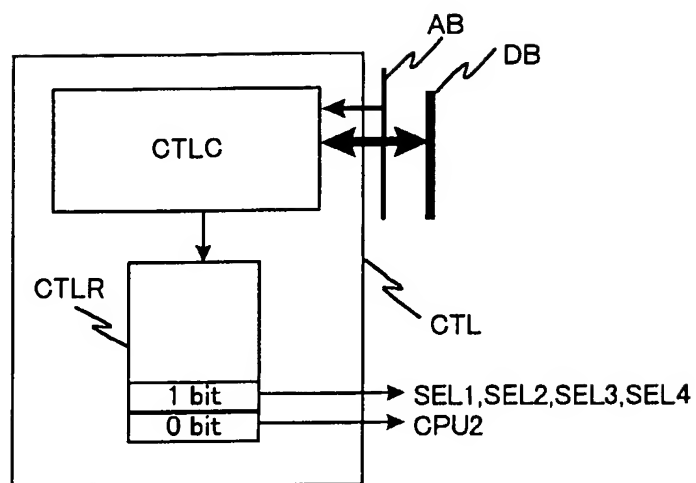 AB
DB
CTLC
CTLR
CTL
1 bit
SEL1,SEL2,SEL3,SEL4
0 bit
CPU2